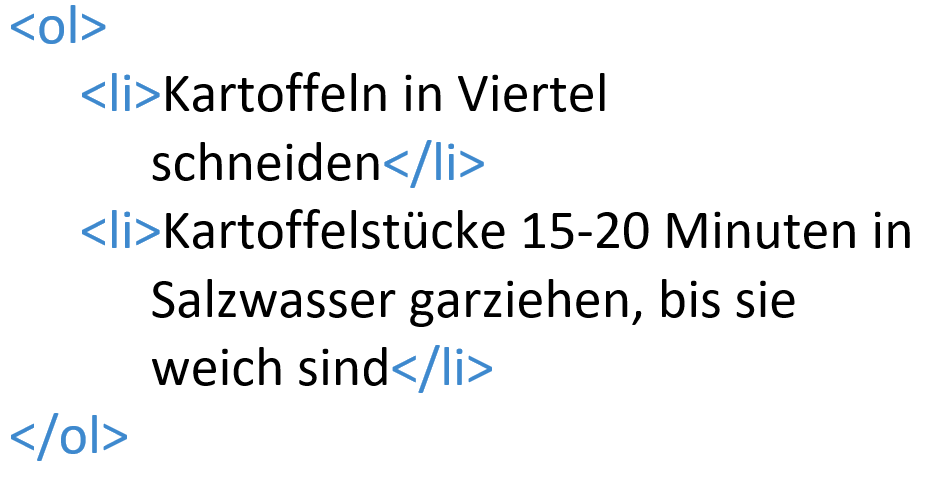 <ol>
<li>Kartoffeln in Viertel
schneiden</li>
<li>Kartoffelstücke 15-20 Minuten in
Salzwasser garziehen, bis sie
weich sind</li>
</ol>